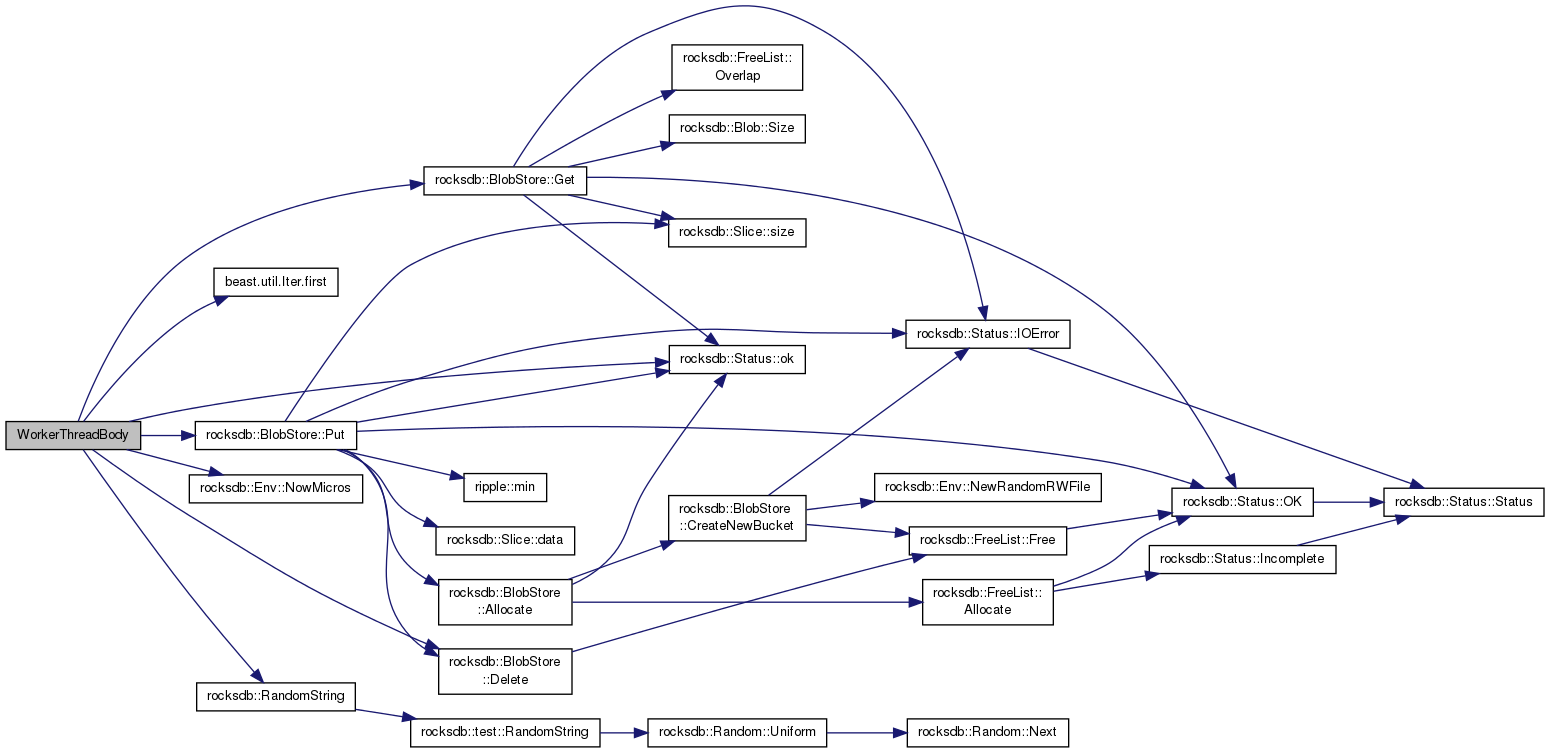 rocksdb::FreeList::
Overlap
rocksdb::Blob::Size
rocksdb::BlobStore::Get
rocksdb::Slice::size
beast.util.Iter.first
rocksdb::Status::IOError
rocksdb::Status::ok
WorkerThreadBody
rocksdb::BlobStore::Put
rocksdb::Env::NowMicros
ripple::min
rocksdb::Env::NewRandomRWFile
rocksdb::BlobStore
::CreateNewBucket
rocksdb::Status::OK
rocksdb::Status::Status
rocksdb::Slice::data
rocksdb::FreeList::Free
rocksdb::Status::Incomplete
rocksdb::BlobStore
::Allocate
rocksdb::FreeList::
Allocate
rocksdb::BlobStore
::Delete
rocksdb::RandomString
rocksdb::test::RandomString
rocksdb::Random::Uniform
rocksdb::Random::Next